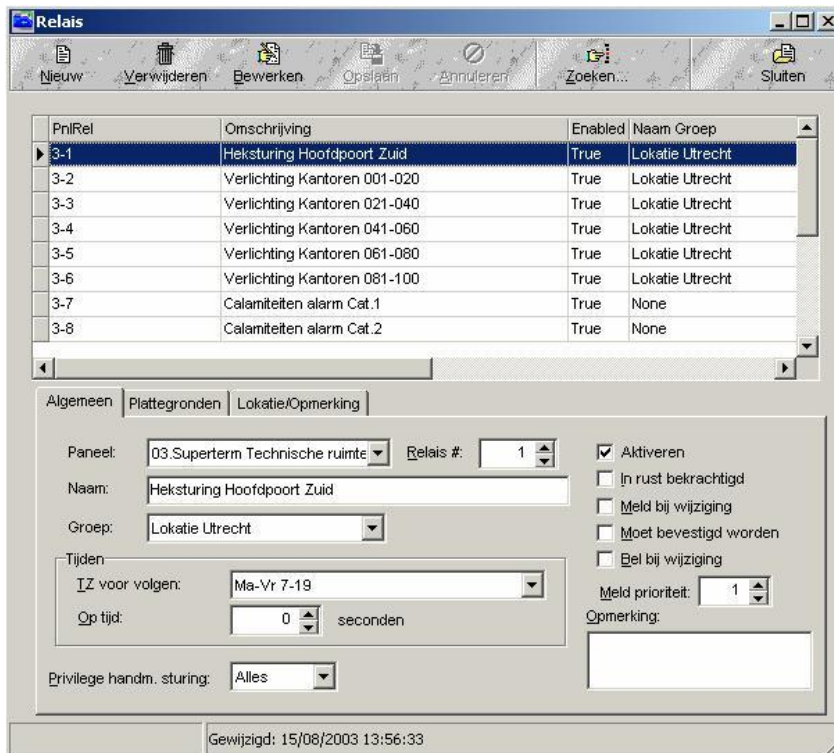 Relais
Nieuw Verwijderen Bewerken Opslaan Annuleren Zoeken... Sluiten
PnlRel Omschrijving Enabled Naam Groep
3-1 Heksturing Hoofdpoort Zuid True Lokatie Utrecht
3-2 Verlichting Kantoren 001-020 True Lokatie Utrecht
3-3 Verlichting Kantoren 021-040 True Lokatie Utrecht
3-4 Verlichting Kantoren 041-060 True Lokatie Utrecht
3-5 Verlichting Kantoren 061-080 True Lokatie Utrecht
3-6 Verlichting Kantoren 081-100 True Lokatie Utrecht
3-7 Calamiteiten alarm Cat.1 True None
3-8 Calamiteiten alarm Cat.2 True None
Algemeen Plattegronden Lokatie/Opmerking
Paneel: 03.Superterm Technische ruimte Relais #: 1
Naam: Heksturing Hoofdpoort Zuid
Groep: Lokatie Utrecht
Tijden
TZ voor volgen: Ma-Vr 7-19
Op tijd: 0 seconden
Privilege handm. sturing: Alles
Aktiveren
In rust bekrachtigd
Meld bij wijziging
Moet bevestigd worden
Bel bij wijziging
Meld prioriteit: 1
Opmerking:
Gewijzigd: 15/08/2003 13:56:33